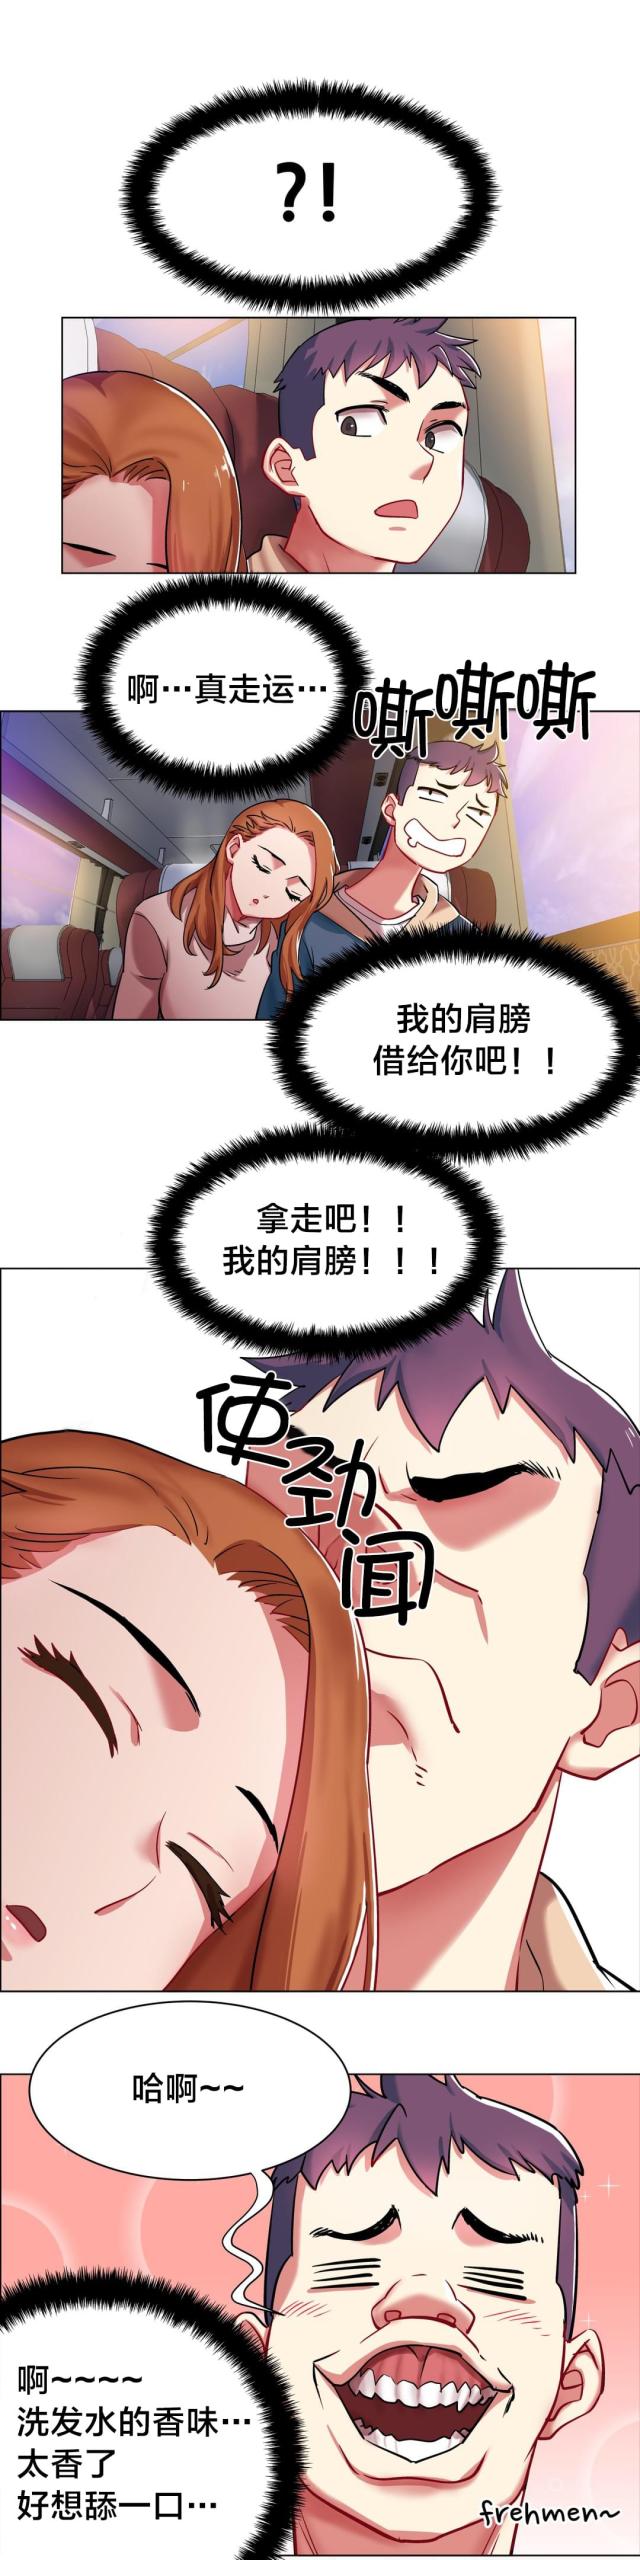 ?!
啊…真走运…
嘶嘶嘶
我的肩膀
借给你吧！！
拿走吧！！
我的肩膀！！！
使劲闻
哈啊~~
啊~~~~
洗发水的香味…
太香了
好想舔一口…
frehmen~